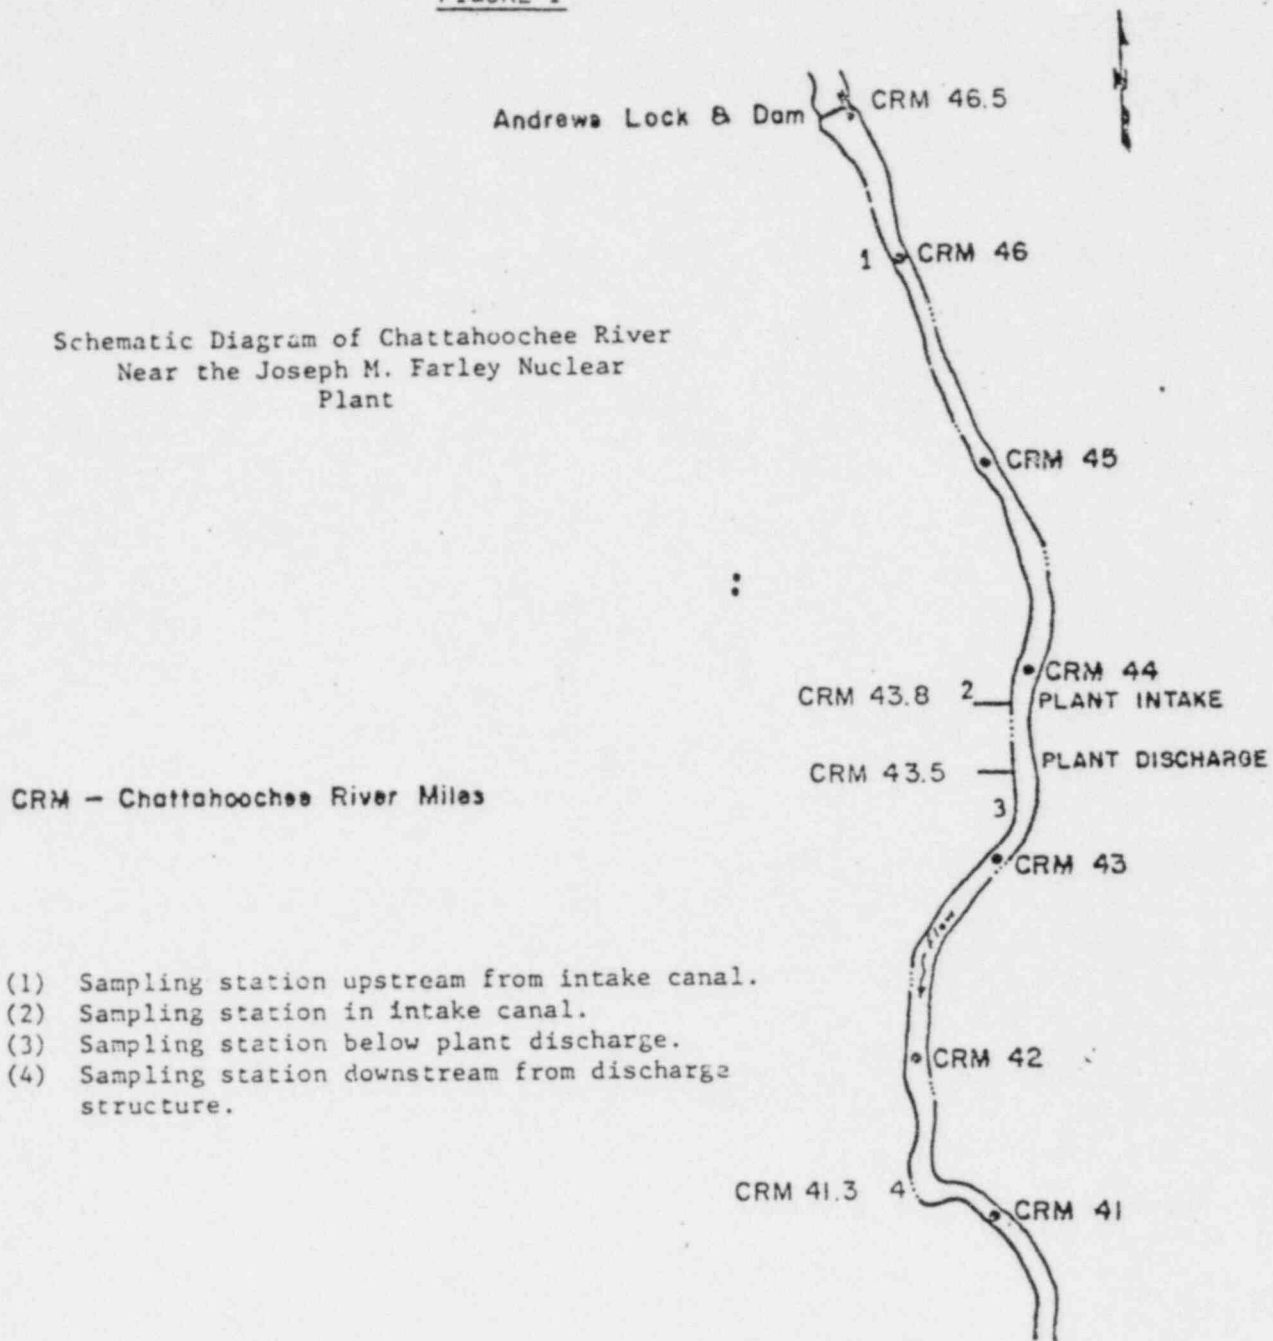 Andrews Lock & Dam
CRM 46.5
1
CRM 46
Schematic Diagram of Chattahoochee River
Near the Joseph M. Farley Nuclear
Plant
CRM 45
CRM 44
CRM 43.8
2
PLANT INTAKE
CRM 43.5
PLANT DISCHARGE
CRM — Chattahoochee River Miles
3
CRM 43
flow
(1) Sampling station upstream from intake canal.
(2) Sampling station in intake canal.
(3) Sampling station below plant discharge.
(4) Sampling station downstream from discharge
structure.
CRM 42
CRM 41.3
4
CRM 41